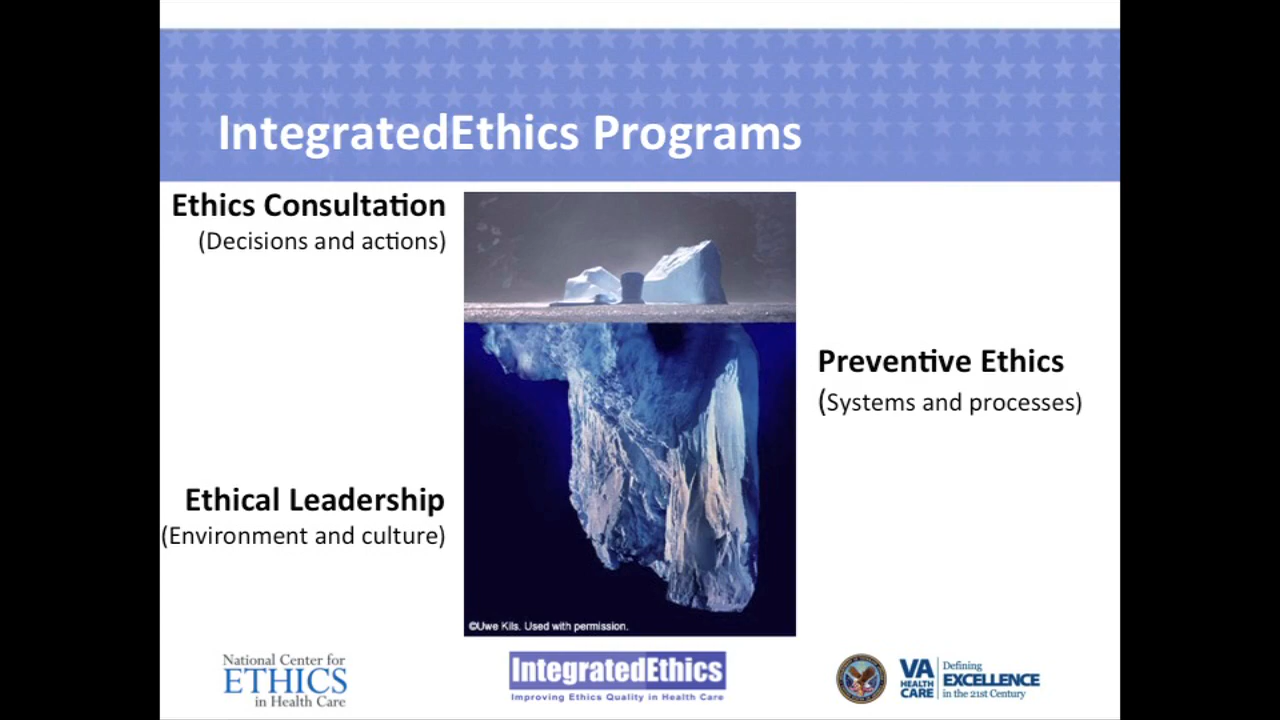 IntegratedEthics Programs
Ethics Consultation
(Decisions and actions)
Preventive Ethics
(Systems and processes)
Ethical Leadership
(Environment and culture)
©Uwe Kils. Used with permission.
National Center for
ETHICS
in Health Care
IntegratedEthics
Improving Ethics Quality in Health Care
VA
HEALTH
CARE
Defining
EXCELLENCE
in the 21st Century